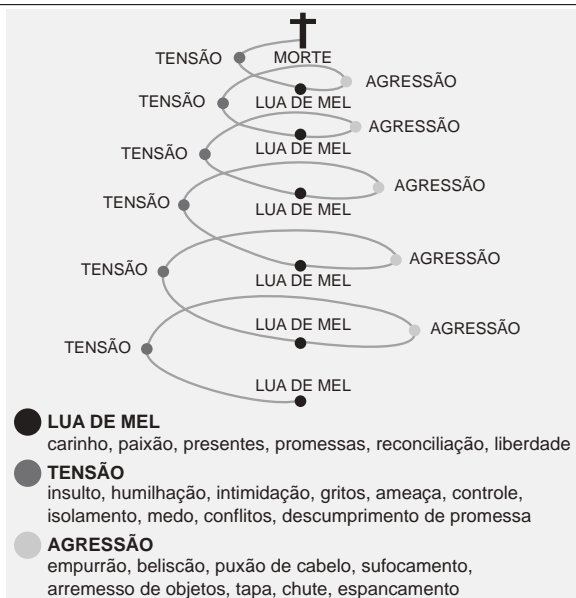 TENSÃO
MORTE
AGRESSÃO
TENSÃO
LUA DE MEL
AGRESSÃO
TENSÃO
LUA DE MEL
AGRESSÃO
TENSÃO
LUA DE MEL
AGRESSÃO
TENSÃO
LUA DE MEL
LUA DE MEL
AGRESSÃO
TENSÃO
LUA DE MEL
LUA DE MEL
carinho, paixão, presentes, promessas, reconciliação, liberdade
TENSÃO
insulto, humilhação, intimidação, gritos, ameaça, controle,
isolamento, medo, conflitos, descumprimento de promessa
AGRESSÃO
empurrão, beliscão, puxão de cabelo, sufocamento,
arremesso de objetos, tapa, chute, espancamento